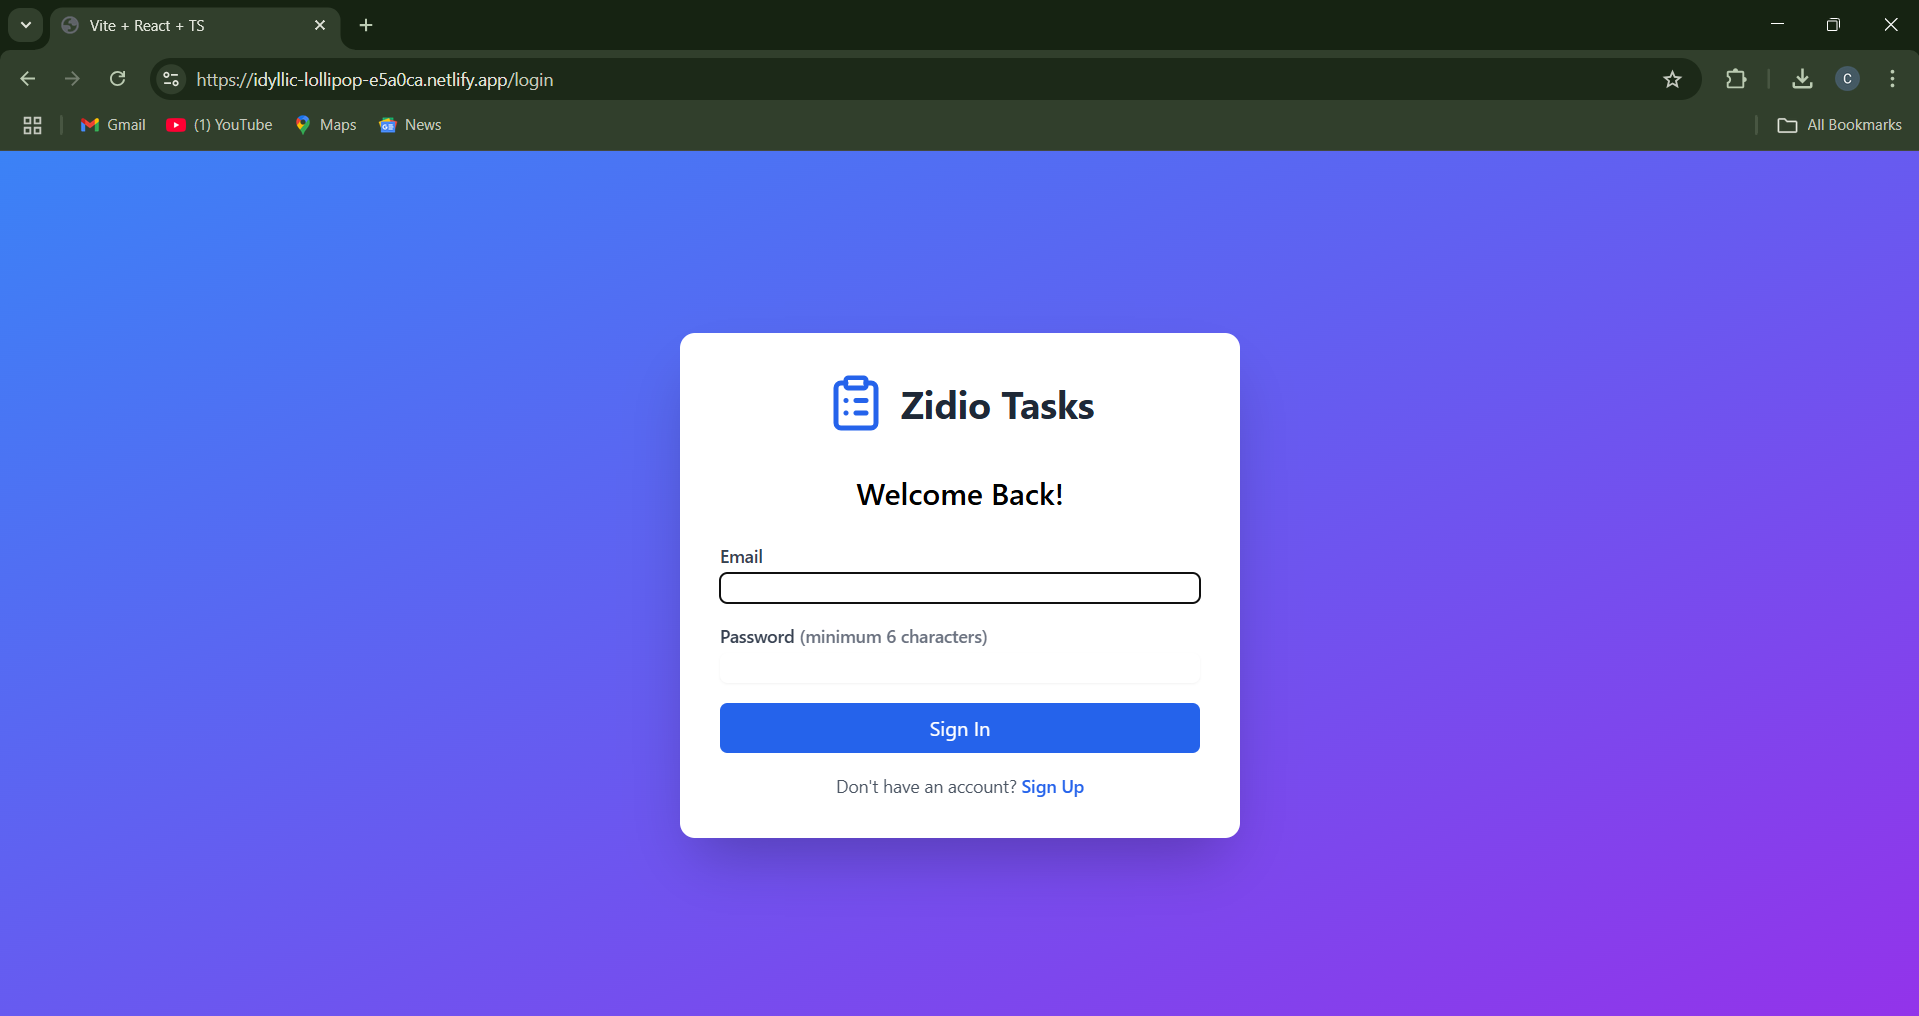 Vite + React + TS
https://idyllic-lollipop-e5a0ca.netlify.app/login
C
Gmail
(1) YouTube
Maps
News
All Bookmarks
Zidio Tasks
Welcome Back!
Email
Password (minimum 6 characters)
Sign In
Don't have an account? Sign Up